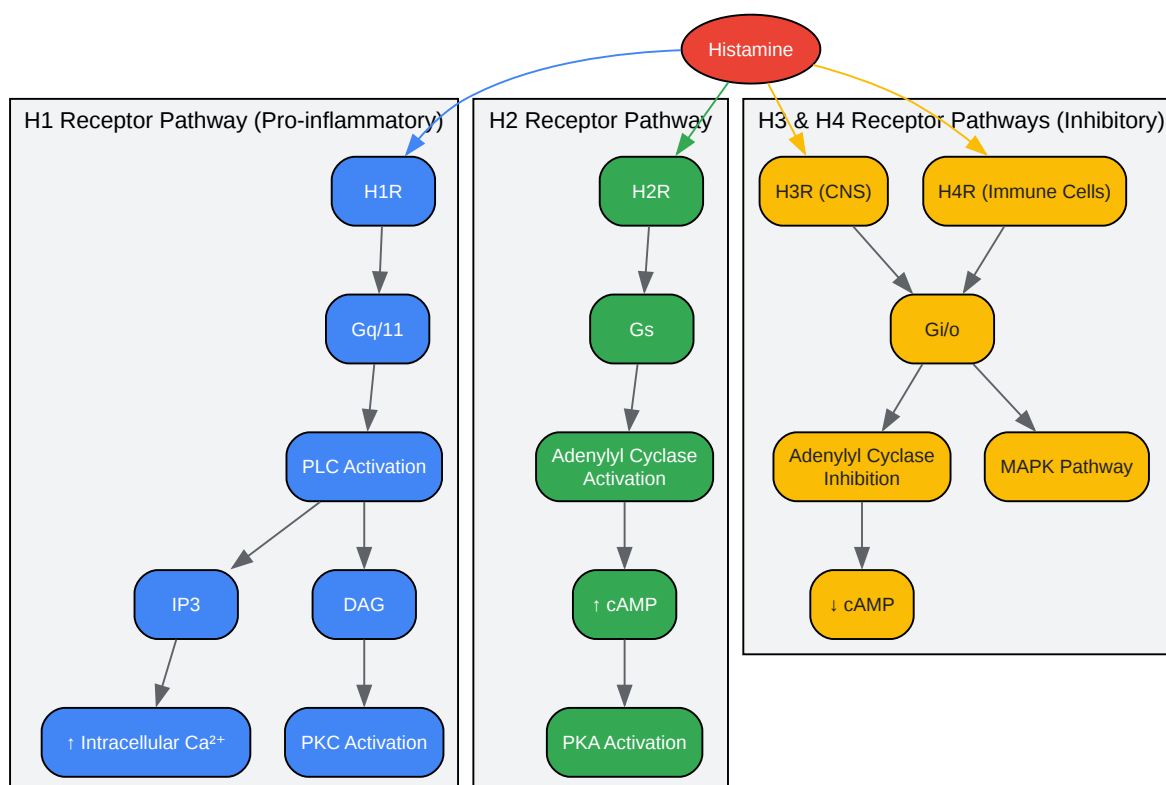 Histamine
H1 Receptor Pathway (Pro-inflammatory)
H1R
Gq/11
PLC Activation
IP3
DAG
↑ Intracellular Ca²⁺
PKC Activation
H2 Receptor Pathway
H2R
Gs
Adenylyl Cyclase
Activation
↑ cAMP
PKA Activation
H3 & H4 Receptor Pathways (Inhibitory)
H3R (CNS)
H4R (Immune Cells)
Gi/o
Adenylyl Cyclase
Inhibition
MAPK Pathway
↓ cAMP